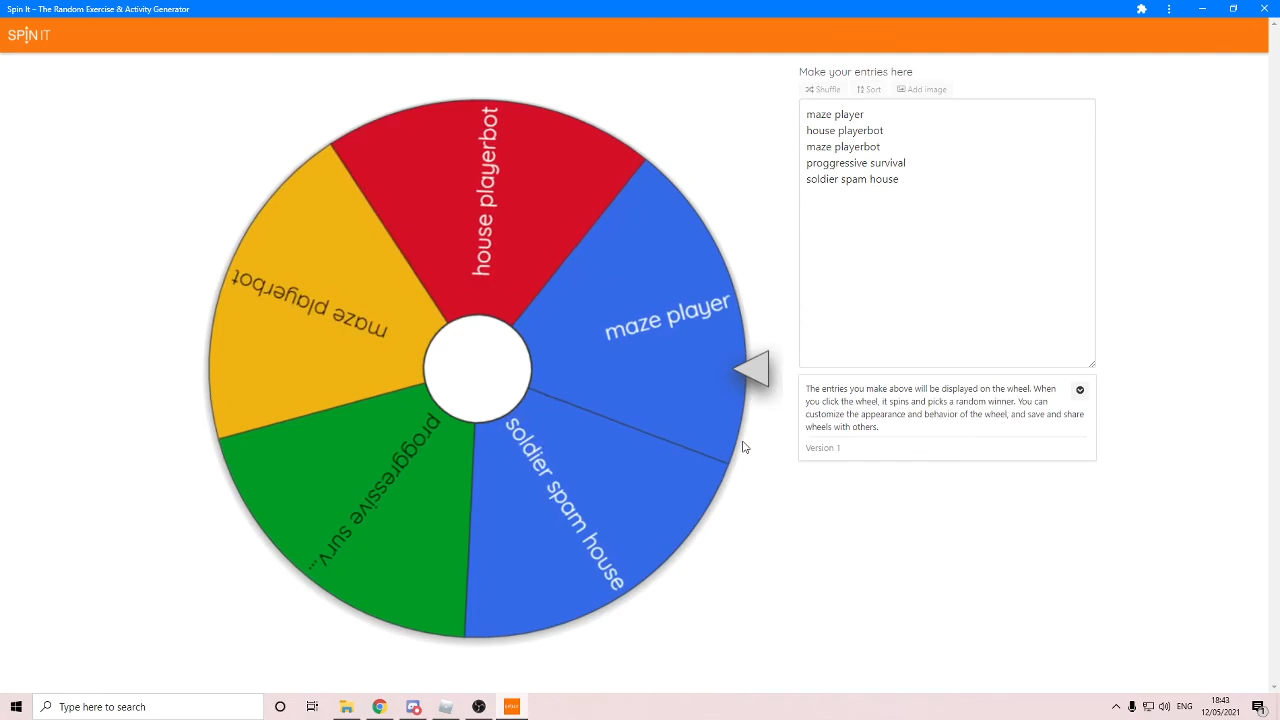 Spin It – The Random Exercise & Activity Generator
SPIN IT
Make your entries here
Shuffle Sort Add image
maze player
house playerbot
maze playerbot
proggressive survival
soldier spam house
The entries you make above will be displayed on the wheel. When
you click the wheel, it spins and picks a random winner. You can
customize the appearance and behavior of the wheel, and save and share
wheels with others.
Version 1
house playerbot
maze player
soldier spam house
proggressive surv...
maze playerbot
Type here to search
SPIN IT
ENG
18:43
12/05/2021
1